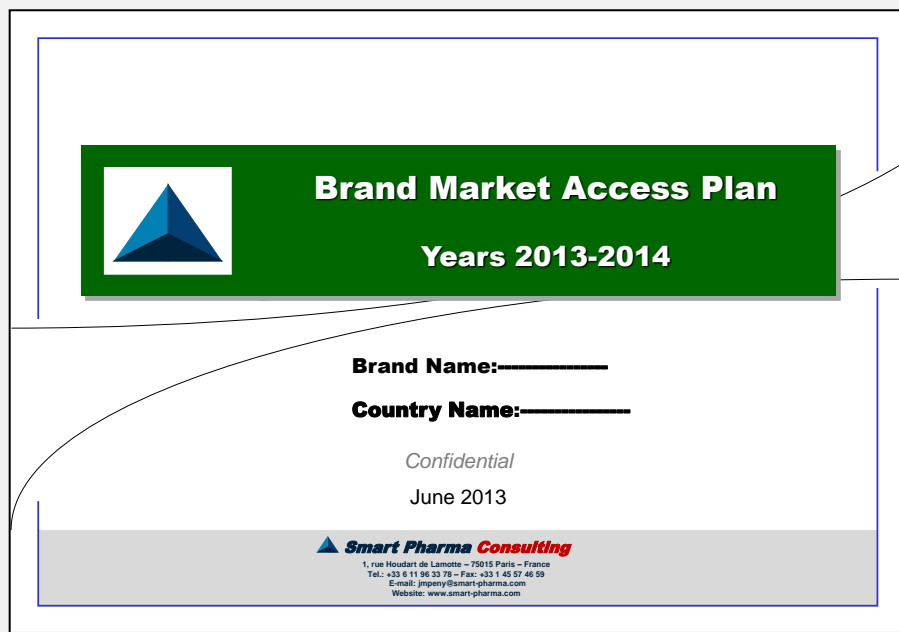 Brand Market Access Plan
Years 2013-2014
Brand Name:----------------
Country Name:----------------
Confidential
June 2013
Smart Pharma Consulting
1, rue Houdart de Lamotte – 75015 Paris – France
Tel.: +33 6 11 96 33 78 – Fax: +33 1 45 57 46 59
E-mail: jmpeny@smart-pharma.com
Website: www.smart-pharma.com